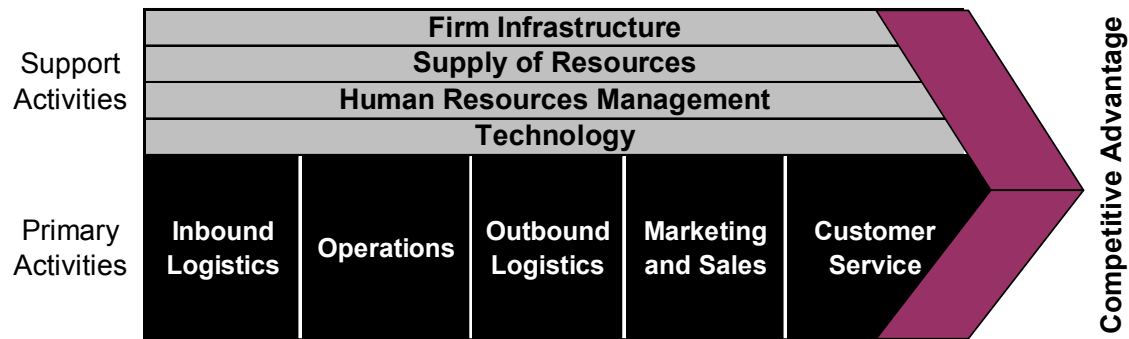 Support
Activities
Firm Infrastructure
Supply of Resources
Human Resources Management
Technology
Primary
Activities
Inbound
Logistics
Operations
Outbound
Logistics
Marketing
and Sales
Customer
Service
Competitive Advantage